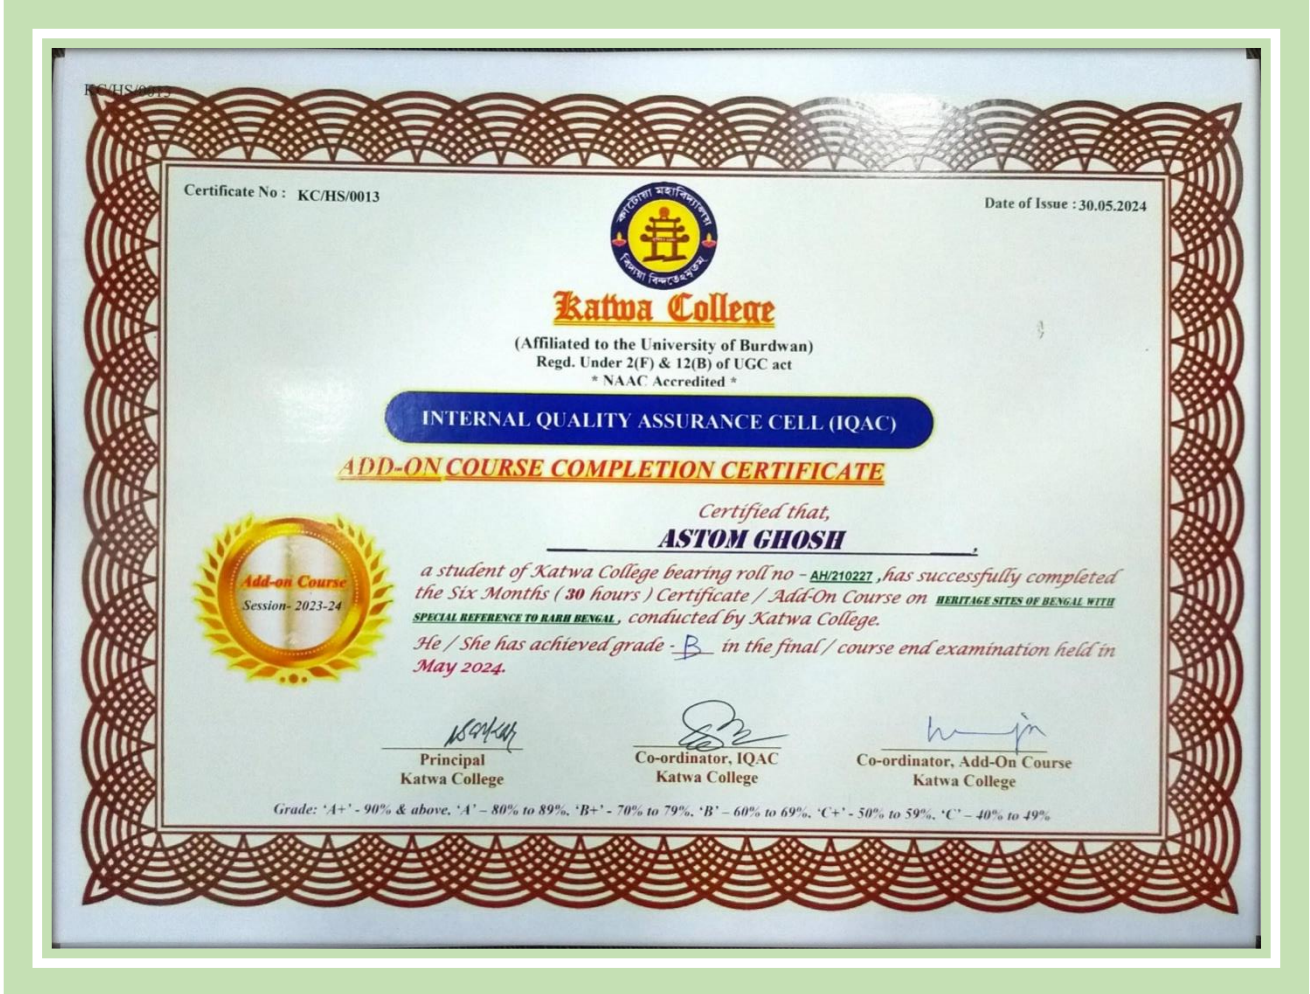 KC/HS/0013
Certificate No : KC/HS/0013
Date of Issue : 30.05.2024
কাটোয়া মহাবিদ্যালয়
বিদ্যয়া বিন্দতেঽমৃতম্
Katwa College
(Affiliated to the University of Burdwan)
Regd. Under 2(F) & 12(B) of UGC act
* NAAC Accredited *
INTERNAL QUALITY ASSURANCE CELL (IQAC)
ADD-ON COURSE COMPLETION CERTIFICATE
Certified that,
ASTOM GHOSH ,
a student of Katwa College bearing roll no - AH/210227 ,has successfully completed
the Six Months ( 30 hours ) Certificate / Add-On Course on HERITAGE SITES OF BENGAL WITH
SPECIAL REFERENCE TO RARH BENGAL , conducted by Katwa College.
He / She has achieved grade - B in the final / course end examination held in
May 2024.
Add-on Course
Session- 2023-24
Principal
Katwa College
Co-ordinator, IQAC
Katwa College
Co-ordinator, Add-On Course
Katwa College
Grade: ‘A+’ - 90% & above. ‘A’ – 80% to 89%. ‘B+’ - 70% to 79%. ‘B’ – 60% to 69%. ‘C+’ - 50% to 59%. ‘C’ – 40% to 49%